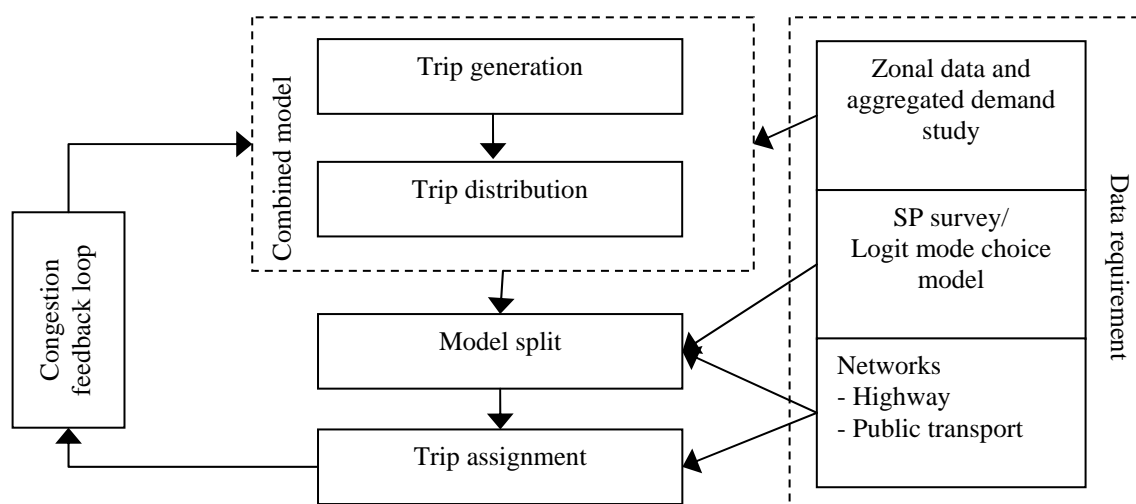 Trip generation
Trip distribution
Combined model
Model split
Trip assignment
Congestion
feedback loop
Zonal data and
aggregated demand
study
SP survey/
Logit mode choice
model
Networks
- Highway
- Public transport
Data requirement